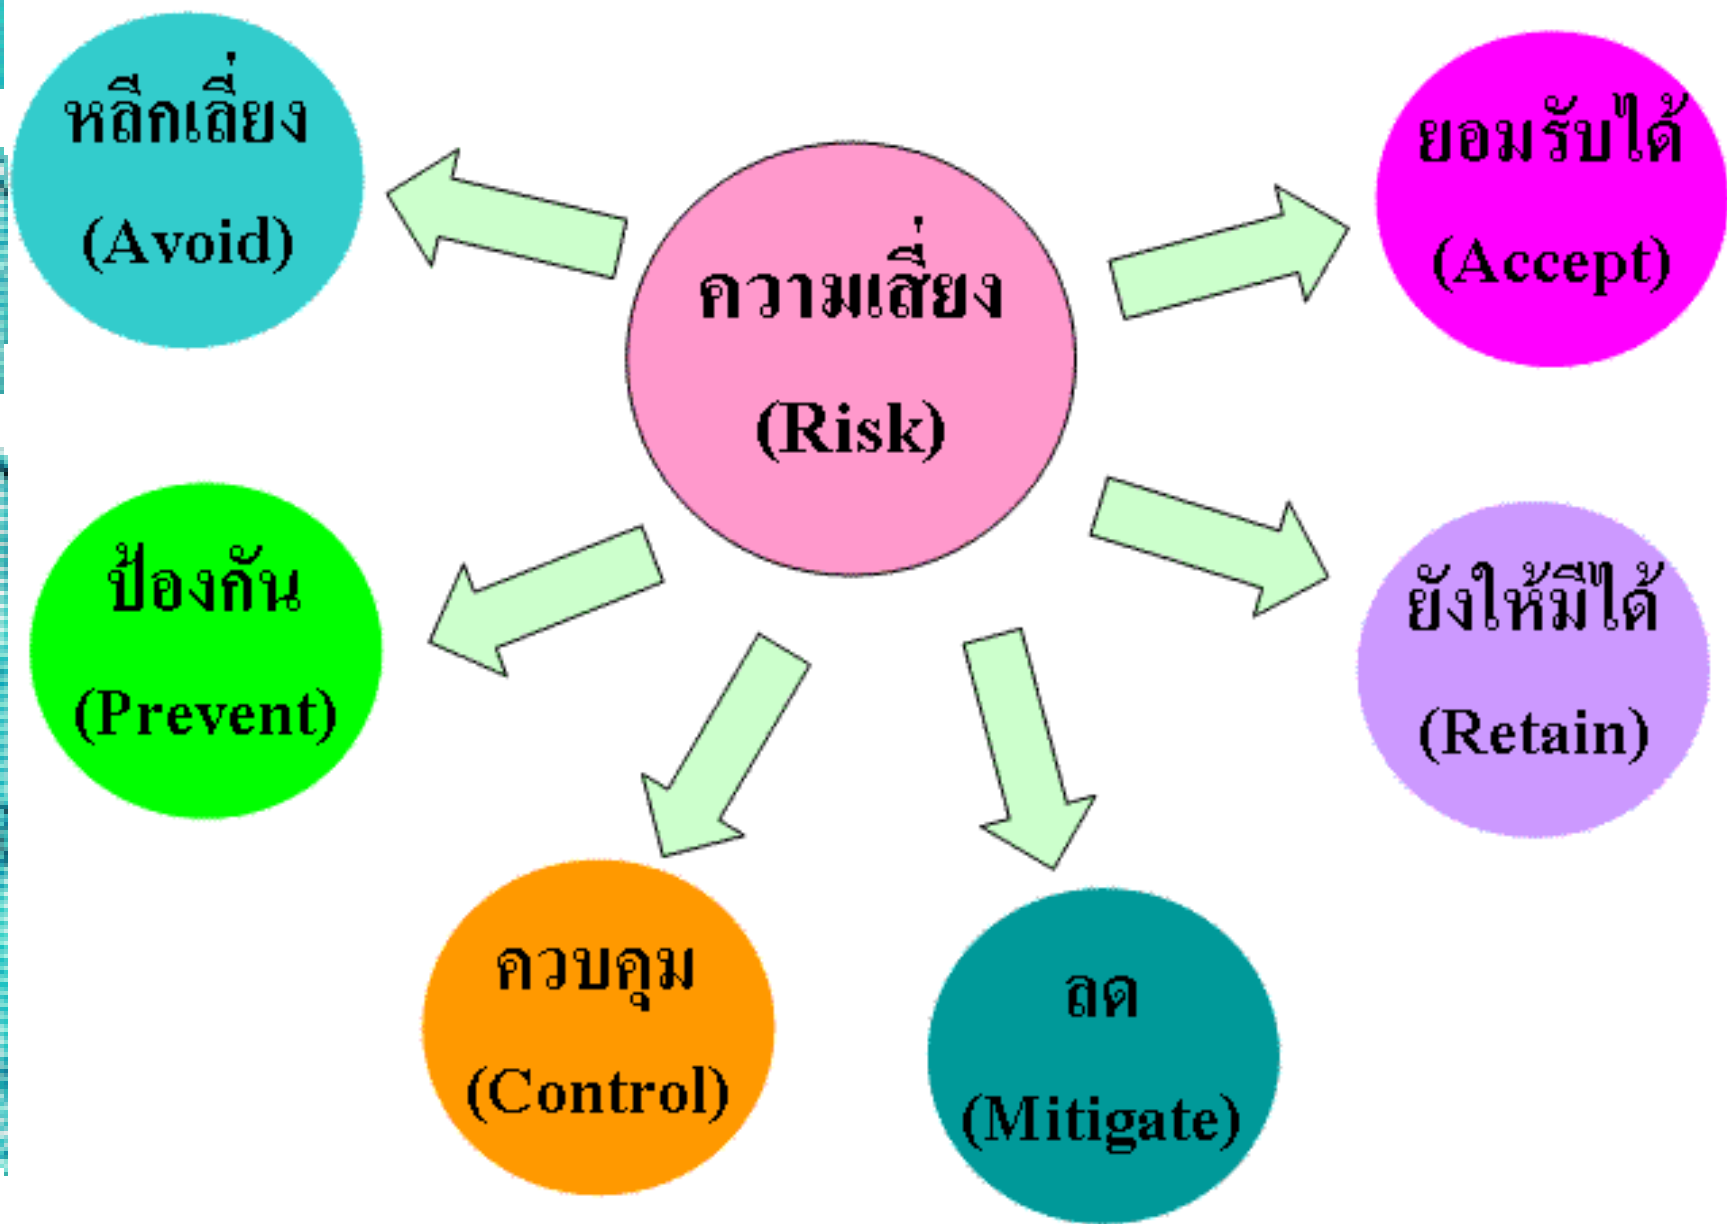 หลีกเลี่ยง
(Avoid)
ความเสี่ยง
(Risk)
ยอมรับได้
(Accept)
ป้องกัน
(Prevent)
ยังให้มีได้
(Retain)
ควบคุม
(Control)
ลด
(Mitigate)